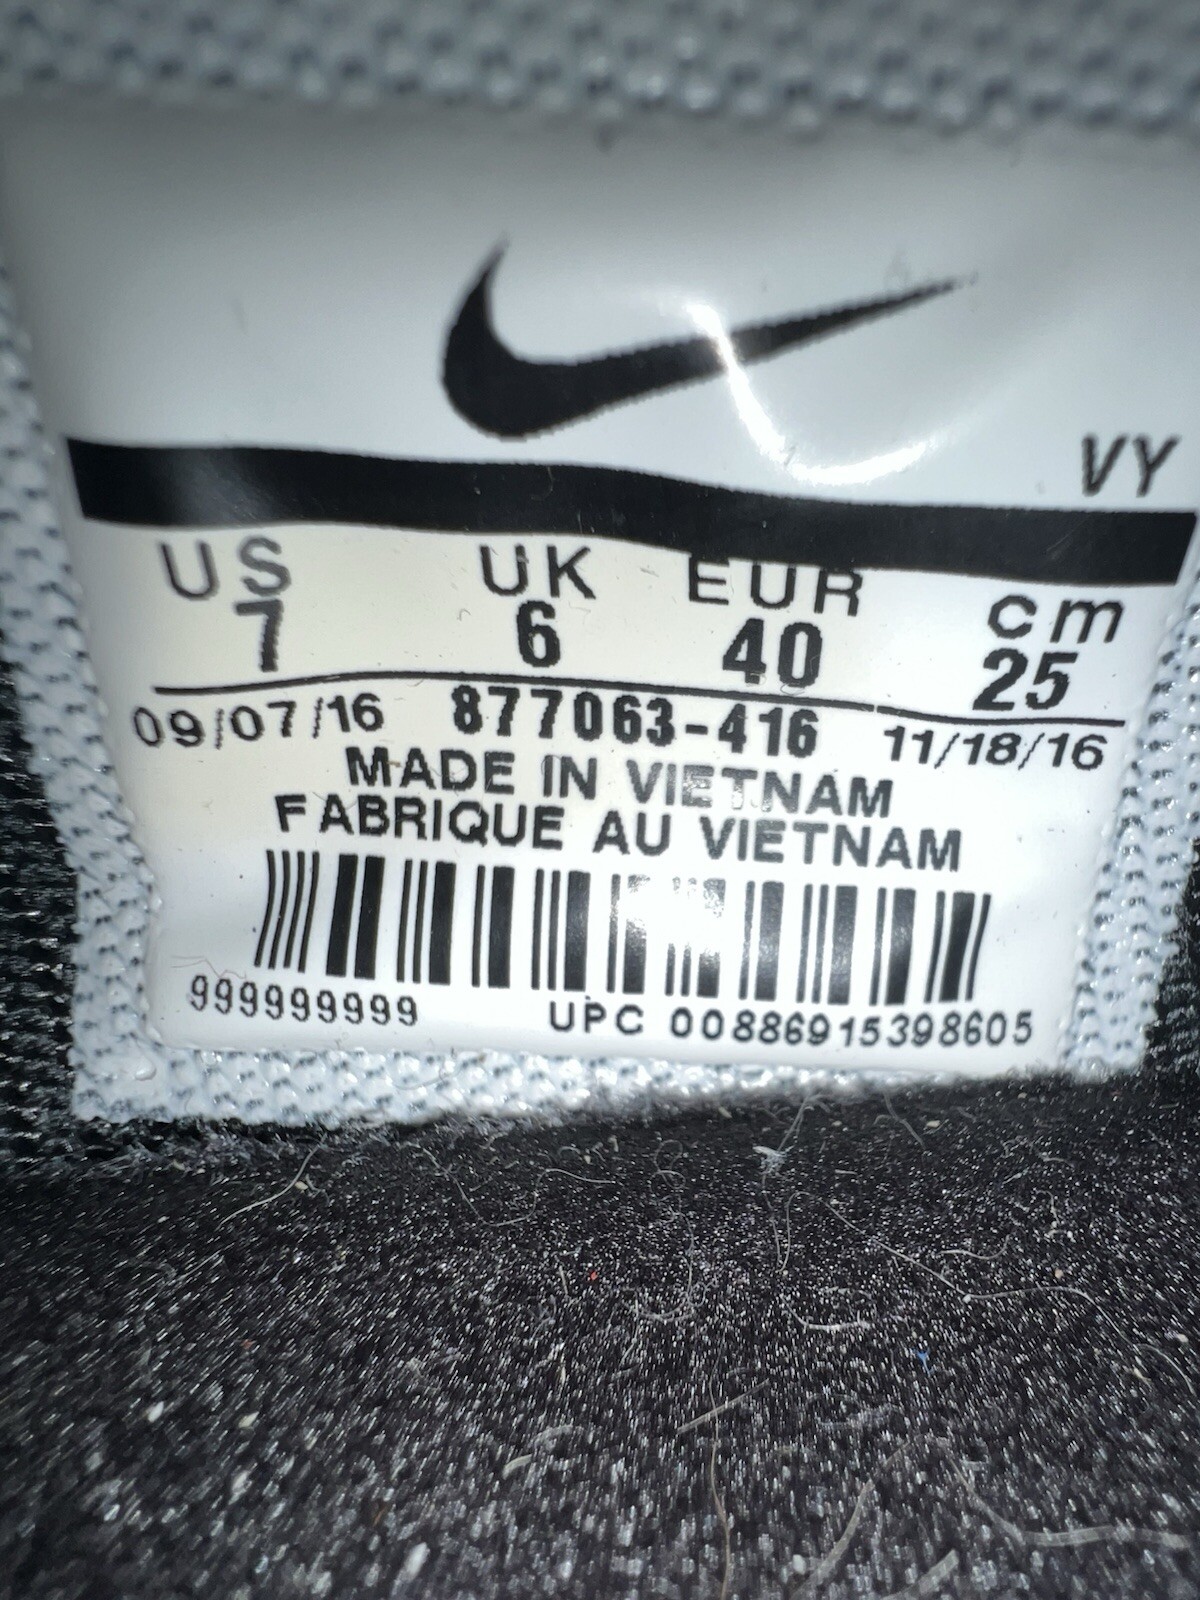 VY
US UK EUR cm
7 6 40 25
09/07/16 877063-416 11/18/16
MADE IN VIETNAM
FABRIQUE AU VIETNAM
999999999 UPC 00886915398605